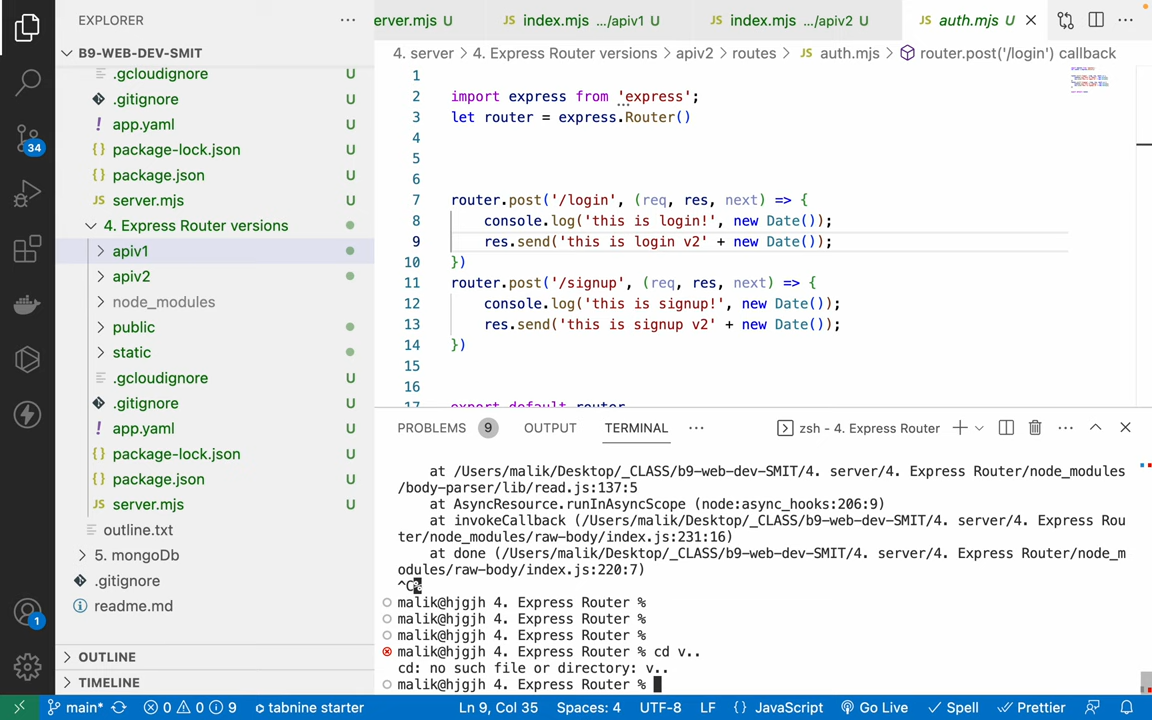 EXPLORER
B9-WEB-DEV-SMIT
.gcloudignore U
.gitignore U
app.yaml U
package-lock.json U
package.json U
server.mjs U
4. Express Router versions
apiv1
apiv2
node_modules
public
static
.gcloudignore U
.gitignore U
app.yaml U
package-lock.json U
package.json U
server.mjs U
outline.txt
5. mongoDb
.gitignore
readme.md
OUTLINE
TIMELINE
34
1
erver.mjs U
JS index.mjs .../apiv1 U
JS index.mjs .../apiv2 U
JS auth.mjs U
4. server > 4. Express Router versions > apiv2 > routes > JS auth.mjs > router.post('/login') callback
1
2 import express from 'express';
3 let router = express.Router()
4
5
6
7 router.post('/login', (req, res, next) => {
8 console.log('this is login!', new Date());
9 res.send('this is login v2' + new Date());
10 })
11 router.post('/signup', (req, res, next) => {
12 console.log('this is signup!', new Date());
13 res.send('this is signup v2' + new Date());
14 })
15
16
17 export default router
PROBLEMS 9 OUTPUT TERMINAL
zsh - 4. Express Router
at /Users/malik/Desktop/_CLASS/b9-web-dev-SMIT/4. server/4. Express Router/node_modules
/body-parser/lib/read.js:137:5
at AsyncResource.runInAsyncScope (node:async_hooks:206:9)
at invokeCallback (/Users/malik/Desktop/_CLASS/b9-web-dev-SMIT/4. server/4. Express Rou
ter/node_modules/raw-body/index.js:231:16)
at done (/Users/malik/Desktop/_CLASS/b9-web-dev-SMIT/4. server/4. Express Router/node_m
odules/raw-body/index.js:220:7)
^C%
malik@hjgjh 4. Express Router %
malik@hjgjh 4. Express Router %
malik@hjgjh 4. Express Router %
malik@hjgjh 4. Express Router % cd v..
cd: no such file or directory: v..
malik@hjgjh 4. Express Router %
main* 0 0 9 tabnine starter Ln 9, Col 35 Spaces: 4 UTF-8 LF {} JavaScript Go Live Spell Prettier